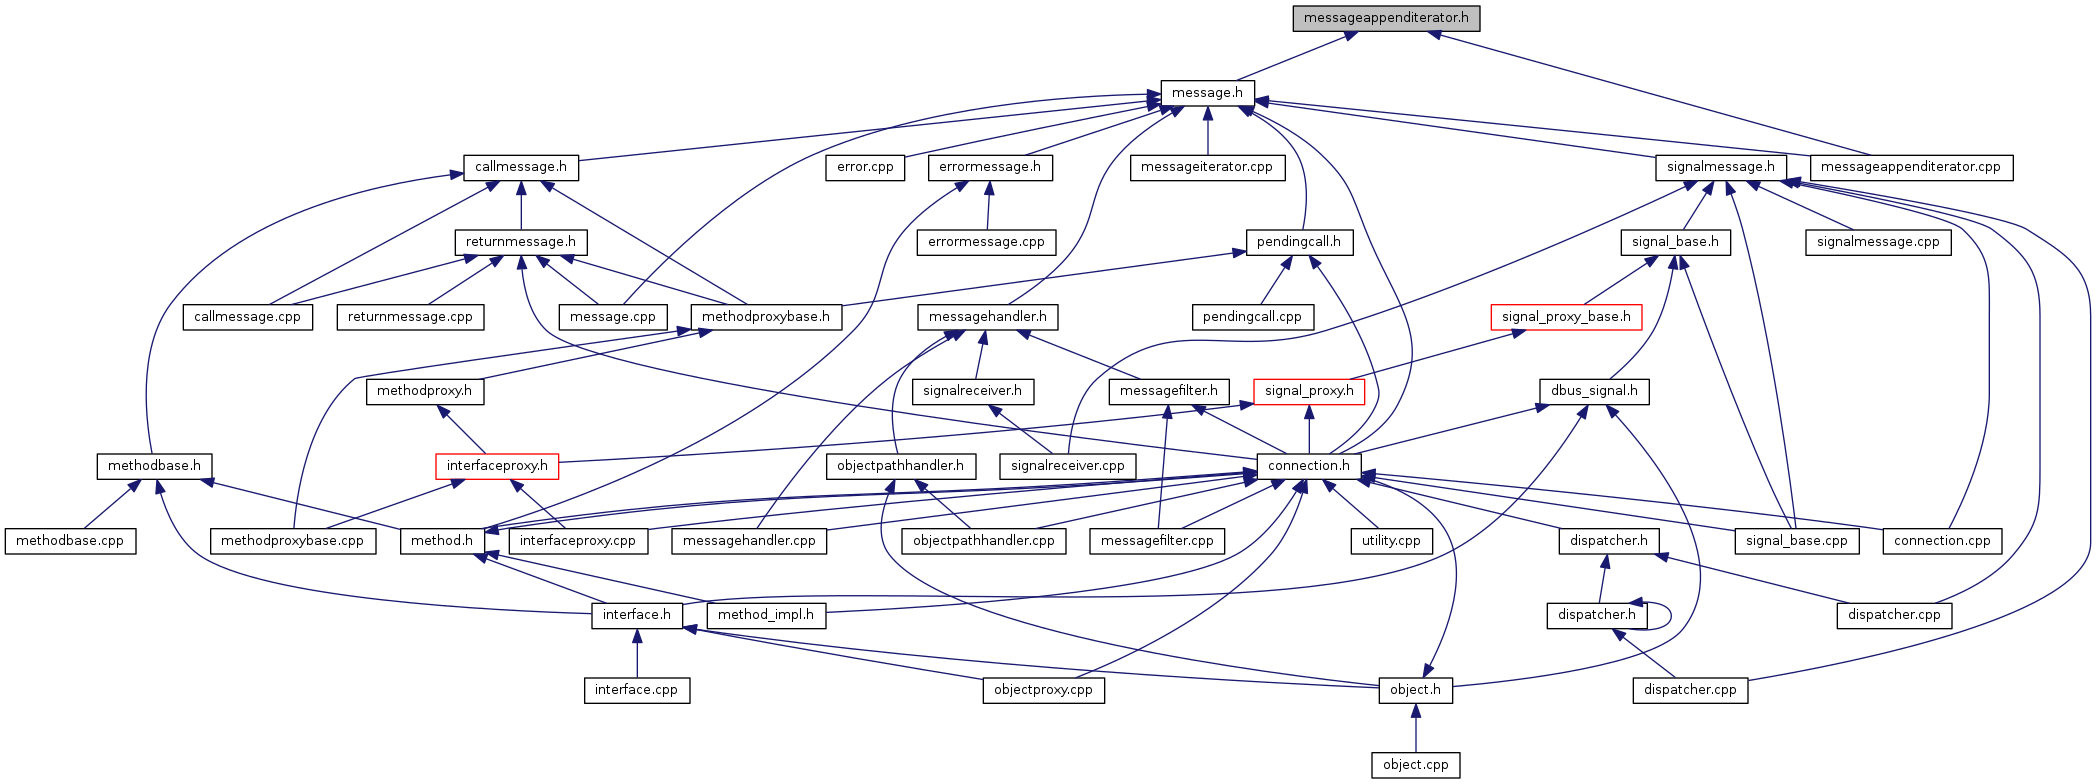 messageappenditerator.h
message.h
callmessage.h
error.cpp
errormessage.h
messageiterator.cpp
signalmessage.h
messageappenditerator.cpp
returnmessage.h
errormessage.cpp
pendingcall.h
signal_base.h
signalmessage.cpp
callmessage.cpp
returnmessage.cpp
message.cpp
methodproxybase.h
messagehandler.h
pendingcall.cpp
signal_proxy_base.h
methodproxy.h
signalreceiver.h
messagefilter.h
signal_proxy.h
dbus_signal.h
methodbase.h
interfaceproxy.h
objectpathhandler.h
signalreceiver.cpp
connection.h
methodbase.cpp
methodproxybase.cpp
method.h
interfaceproxy.cpp
messagehandler.cpp
objectpathhandler.cpp
messagefilter.cpp
utility.cpp
dispatcher.h
signal_base.cpp
connection.cpp
interface.h
method_impl.h
dispatcher.h
dispatcher.cpp
interface.cpp
objectproxy.cpp
object.h
dispatcher.cpp
object.cpp